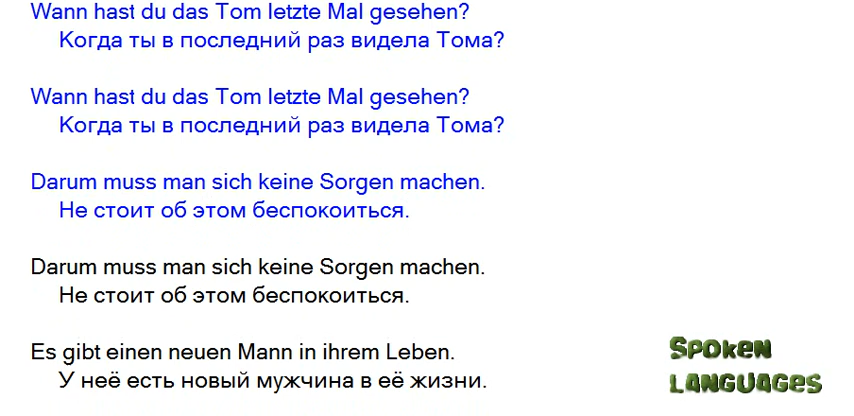 Wann hast du das Tom letzte Mal gesehen?
Когда ты в последний раз видела Тома?
Wann hast du das Tom letzte Mal gesehen?
Когда ты в последний раз видела Тома?
Darum muss man sich keine Sorgen machen.
Не стоит об этом беспокоиться.
Darum muss man sich keine Sorgen machen.
Не стоит об этом беспокоиться.
Es gibt einen neuen Mann in ihrem Leben.
У неё есть новый мужчина в её жизни.
Spoken
Languages